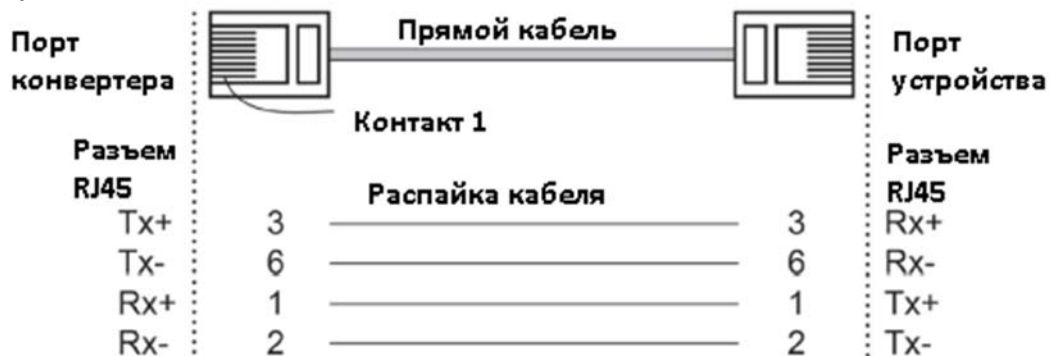 Прямой кабель
Порт конвертера
Порт устройства
Контакт 1
Разъем RJ45
Разъем RJ45
Распайка кабеля
Tx+ 3 3 Rx+
Tx- 6 6 Rx-
Rx+ 1 1 Tx+
Rx- 2 2 Tx-